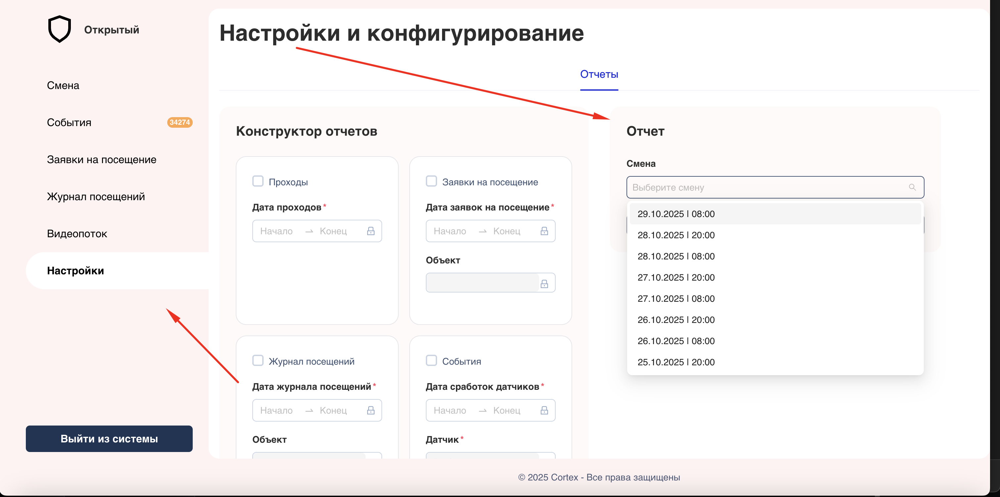 Открытый
Смена
События 34274
Заявки на посещение
Журнал посещений
Видеопоток
Настройки
Выйти из системы
Настройки и конфигурирование
Отчеты
Конструктор отчетов
Проходы
Дата проходов*
Начало → Конец
Заявки на посещение
Дата заявок на посещение*
Начало → Конец
Объект
Журнал посещений
Дата журнала посещений*
Начало → Конец
Объект
События
Дата сработок датчиков*
Начало → Конец
Датчик*
Отчет
Смена
Выберите смену
29.10.2025 | 08:00
28.10.2025 | 20:00
28.10.2025 | 08:00
27.10.2025 | 20:00
27.10.2025 | 08:00
26.10.2025 | 20:00
26.10.2025 | 08:00
25.10.2025 | 20:00
© 2025 Cortex - Все права защищены